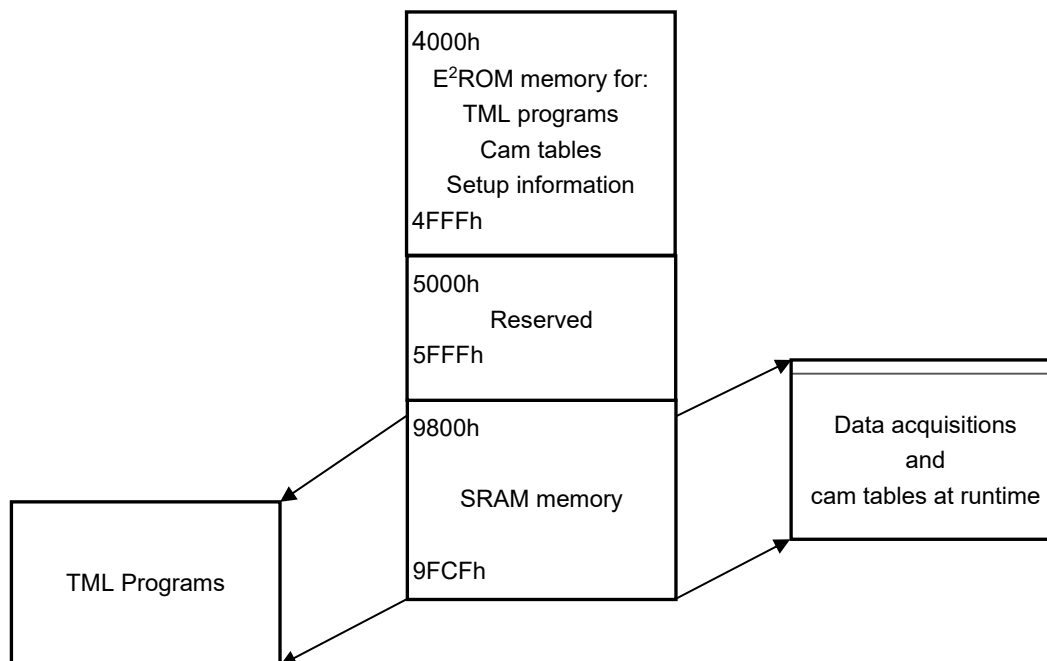 4000h
E²ROM memory for:
TML programs
Cam tables
Setup information
4FFFh
5000h
Reserved
5FFFh
9800h
SRAM memory
9FCFh
Data acquisitions
and
cam tables at runtime
TML Programs